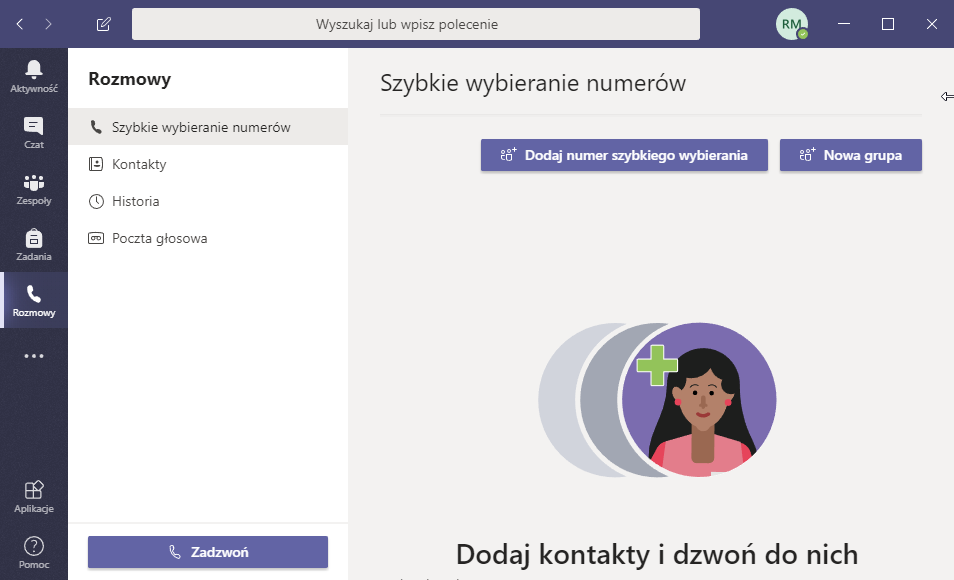 Wyszukaj lub wpisz polecenie
RM
Aktywność
Czat
Zespoły
Zadania
Rozmowy
Aplikacje
Pomoc
Rozmowy
Szybkie wybieranie numerów
Kontakty
Historia
Poczta głosowa
Zadzwoń
Szybkie wybieranie numerów
Dodaj numer szybkiego wybierania
Nowa grupa
Dodaj kontakty i dzwoń do nich